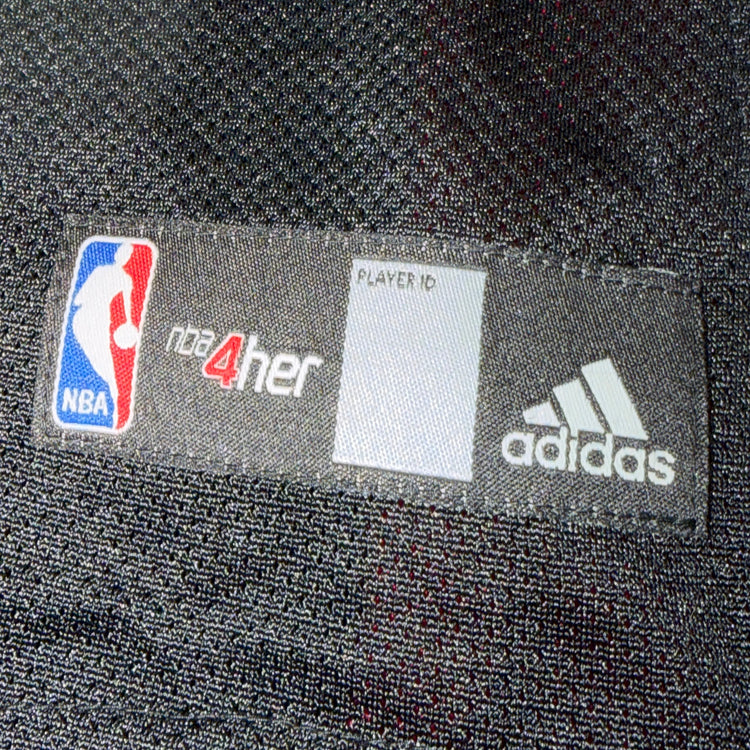 NBA
nba4her
PLAYER ID
adidas